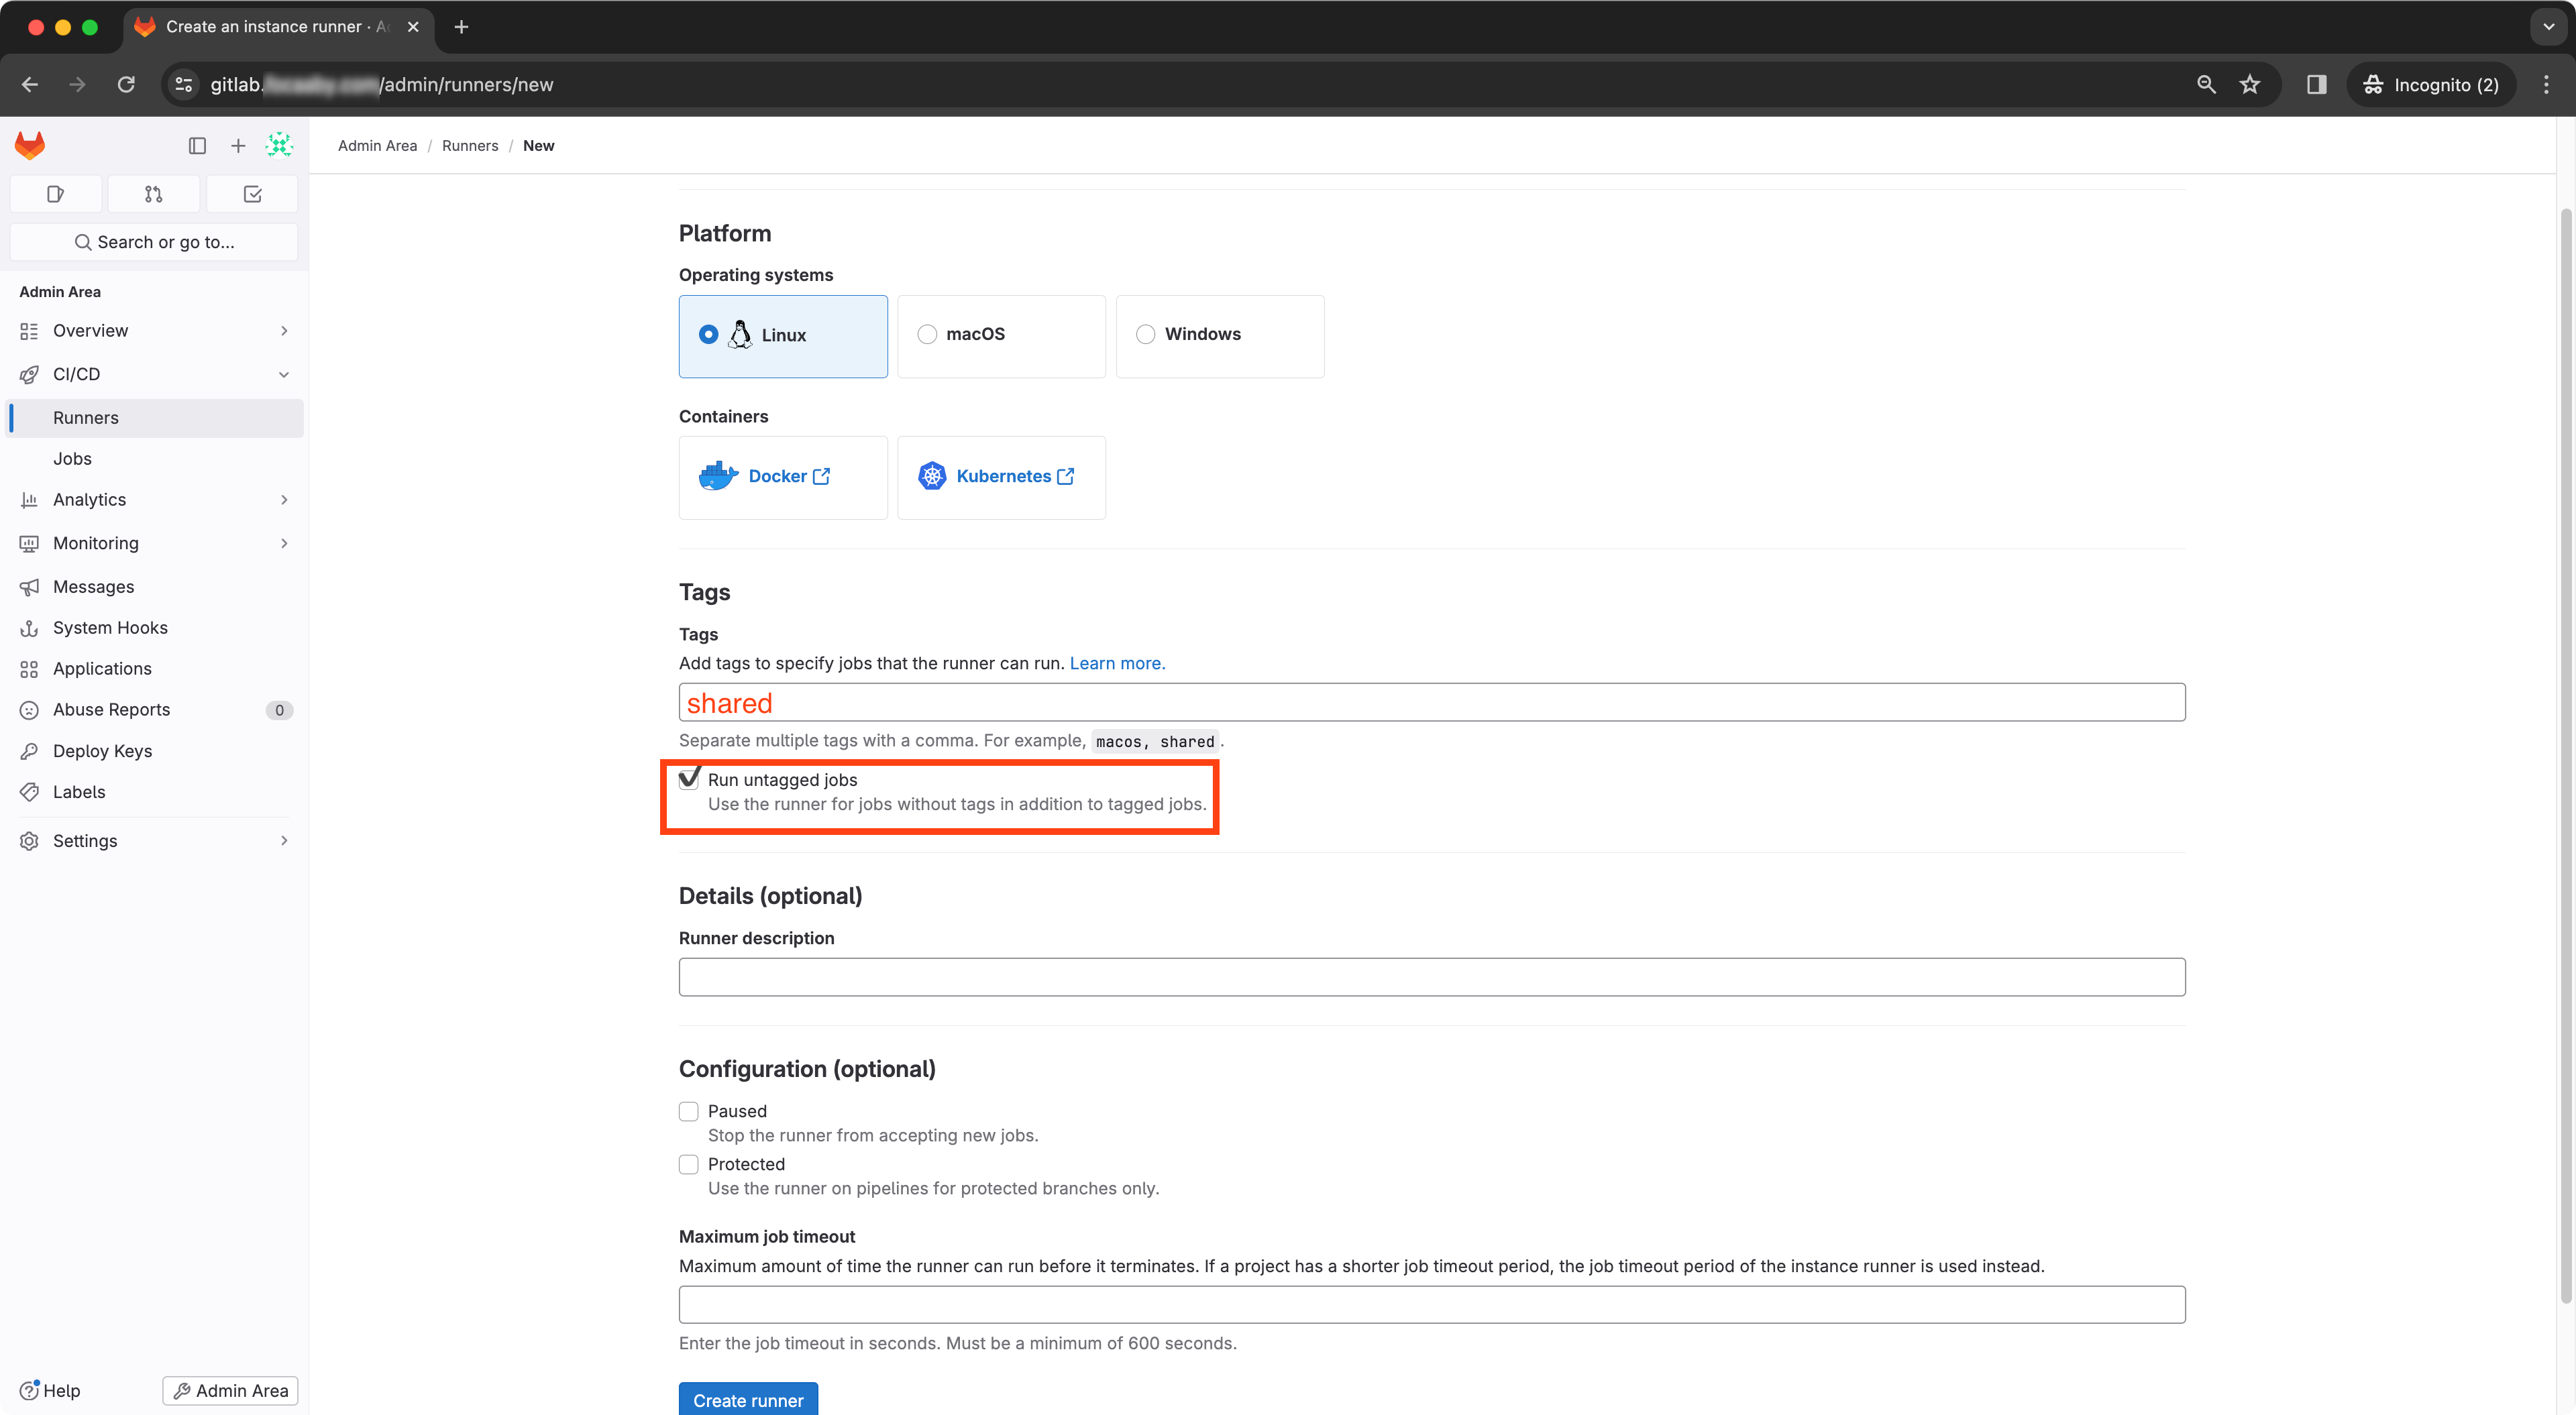 Create an instance runner · Ac
gitlab. /admin/runners/new
Incognito (2)
Admin Area / Runners / New
Search or go to...
Admin Area
Overview
CI/CD
Runners
Jobs
Analytics
Monitoring
Messages
System Hooks
Applications
Abuse Reports 0
Deploy Keys
Labels
Settings
Help
Admin Area
Platform
Operating systems
Linux macOS Windows
Containers
Docker Kubernetes
Tags
Tags
Add tags to specify jobs that the runner can run. Learn more.
shared
Separate multiple tags with a comma. For example, macos, shared.
Run untagged jobs
Use the runner for jobs without tags in addition to tagged jobs.
Details (optional)
Runner description
Configuration (optional)
Paused
Stop the runner from accepting new jobs.
Protected
Use the runner on pipelines for protected branches only.
Maximum job timeout
Maximum amount of time the runner can run before it terminates. If a project has a shorter job timeout period, the job timeout period of the instance runner is used instead.
Enter the job timeout in seconds. Must be a minimum of 600 seconds.
Create runner